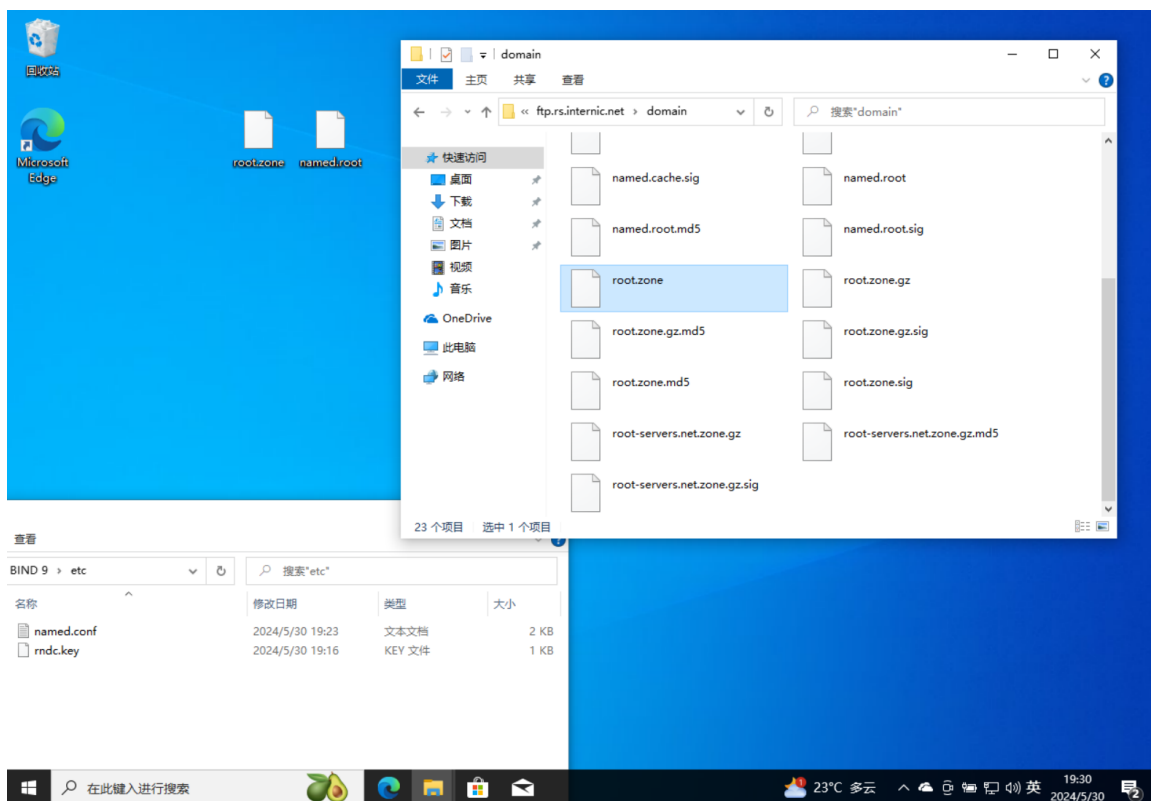 回收站
Microsoft
Edge
root.zone
named.root
domain
文件 主页 共享 查看
« ftp.rs.internic.net › domain
搜索"domain"
快速访问
桌面
下载
文档
图片
视频
音乐
OneDrive
此电脑
网络
named.cache.sig
named.root
named.root.md5
named.root.sig
root.zone
root.zone.gz
root.zone.gz.md5
root.zone.gz.sig
root.zone.md5
root.zone.sig
root-servers.net.zone.gz
root-servers.net.zone.gz.md5
root-servers.net.zone.gz.sig
23 个项目 选中 1 个项目
查看
BIND 9 › etc
搜索"etc"
名称 修改日期 类型 大小
named.conf 2024/5/30 19:23 文本文档 2 KB
rndc.key 2024/5/30 19:16 KEY 文件 1 KB
在此键入进行搜索
23°C 多云
英
19:30
2024/5/30
2